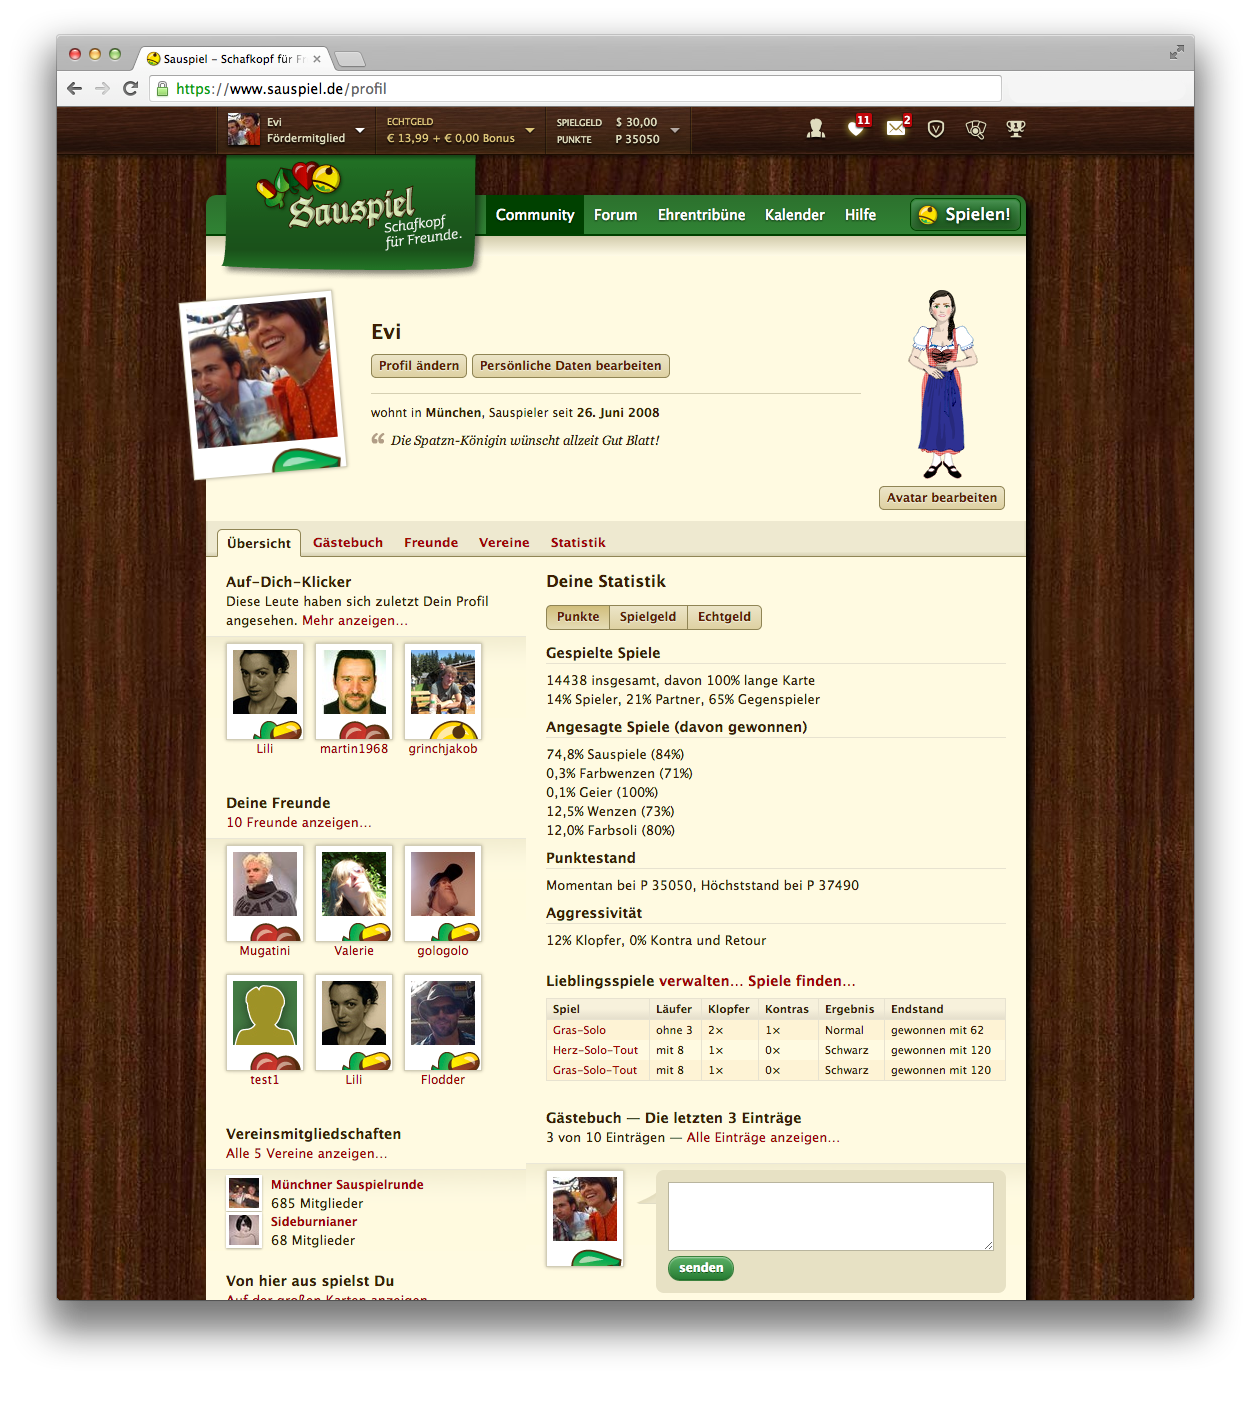 Sauspiel – Schafkopf für Fr
https://www.sauspiel.de/profil
Evi
Fördermitglied
ECHTGELD
€ 13,99 + € 0,00 Bonus
SPIELGELD $ 30,00
PUNKTE P 35050
11
2
V
1
Sauspiel
Schafkopf
für Freunde.
Community Forum Ehrentribüne Kalender Hilfe Spielen!
Evi
Profil ändern Persönliche Daten bearbeiten
wohnt in München, Sauspieler seit 26. Juni 2008
“ Die Spatzn-Königin wünscht allzeit Gut Blatt!
Avatar bearbeiten
Übersicht Gästebuch Freunde Vereine Statistik
Auf-Dich-Klicker
Diese Leute haben sich zuletzt Dein Profil
angesehen. Mehr anzeigen…
Lili martin1968 grinchjakob
Deine Freunde
10 Freunde anzeigen…
Mugatini Valerie gologolo
test1 Lili Flodder
Vereinsmitgliedschaften
Alle 5 Vereine anzeigen…
Münchner Sauspielrunde
685 Mitglieder
Sideburnianer
68 Mitglieder
Von hier aus spielst Du
Auf der großen Karten anzeigen
Deine Statistik
Punkte Spielgeld Echtgeld
Gespielte Spiele
14438 insgesamt, davon 100% lange Karte
14% Spieler, 21% Partner, 65% Gegenspieler
Angesagte Spiele (davon gewonnen)
74,8% Sauspiele (84%)
0,3% Farbwenzen (71%)
0,1% Geier (100%)
12,5% Wenzen (73%)
12,0% Farbsoli (80%)
Punktestand
Momentan bei P 35050, Höchststand bei P 37490
Aggressivität
12% Klopfer, 0% Kontra und Retour
Lieblingsspiele verwalten… Spiele finden…
Spiel Läufer Klopfer Kontras Ergebnis Endstand
Gras-Solo ohne 3 2× 1× Normal gewonnen mit 62
Herz-Solo-Tout mit 8 1× 0× Schwarz gewonnen mit 120
Gras-Solo-Tout mit 8 1× 0× Schwarz gewonnen mit 120
Gästebuch — Die letzten 3 Einträge
3 von 10 Einträgen — Alle Einträge anzeigen…
senden